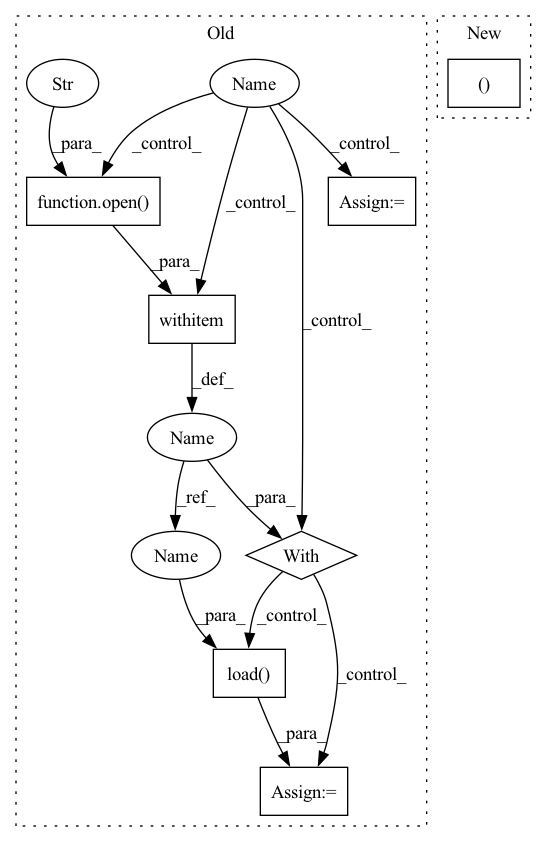 Old
New
Str
Name
()
_para_
_control_
_control_
function.open()
_control_
Assign:=
_para_
_control_
withitem
_control_
_def_
Name
_ref_
_para_
Name
With
_para_
_control_
load()
_control_
_para_
Assign:=